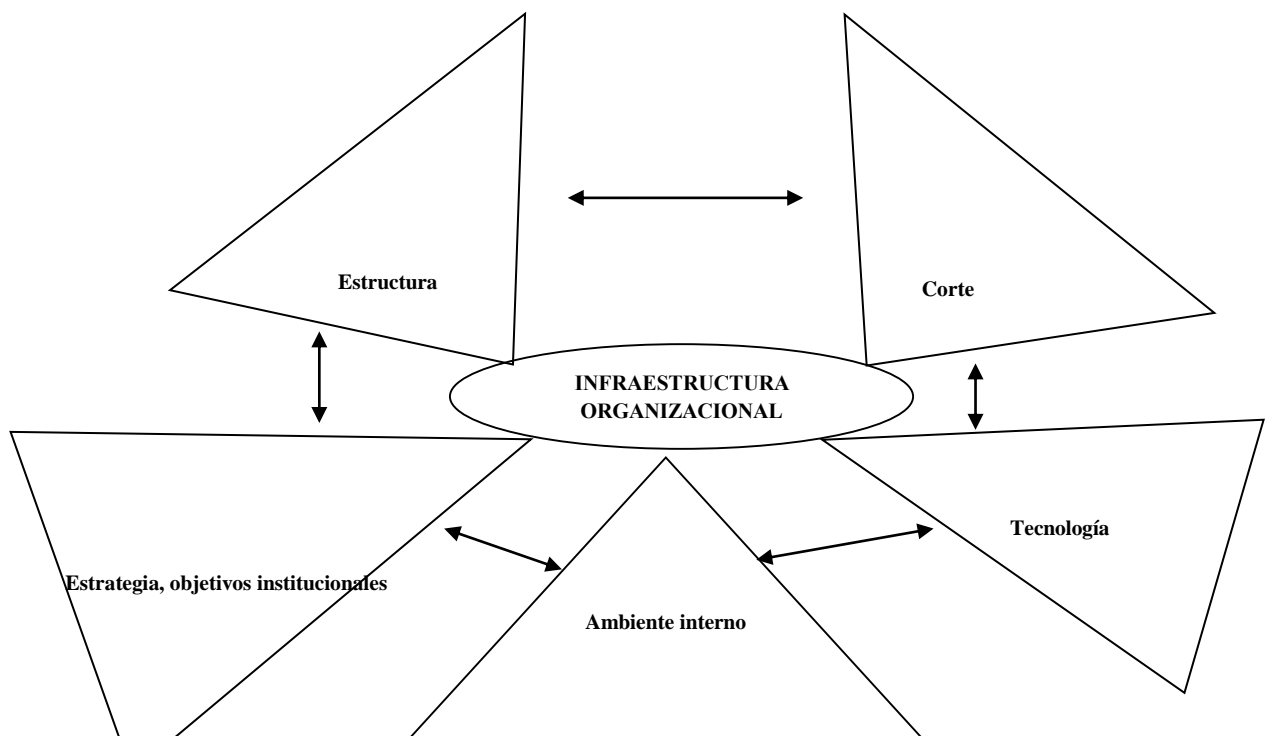 Estructura
Corte
INFRAESTRUCTURA
ORGANIZACIONAL
Tecnología
Estrategia, objetivos institucionales
Ambiente interno